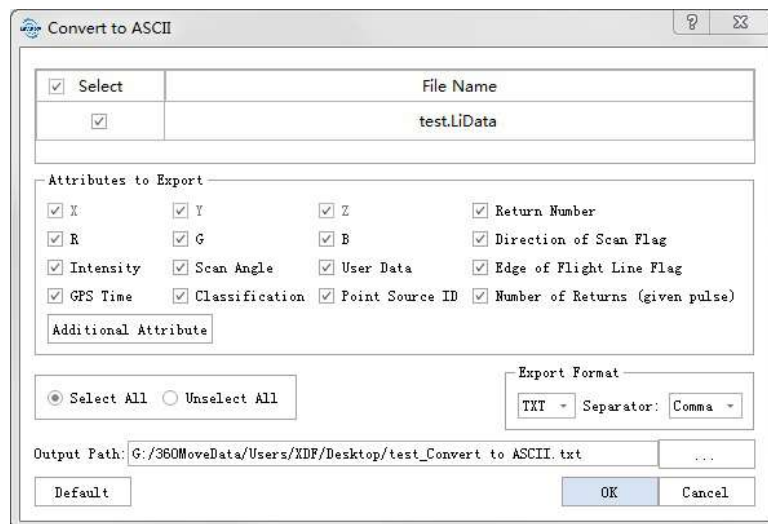 Convert to ASCII
Select File Name
test.LiData
Attributes to Export
X Y Z Return Number
R G B Direction of Scan Flag
Intensity Scan Angle User Data Edge of Flight Line Flag
GPS Time Classification Point Source ID Number of Returns (given pulse)
Additional Attribute
Export Format
Select All Unselect All
TXT Separator: Comma
Output Path: G:/360MoveData/Users/XDF/Desktop/test_Convert to ASCII.txt ...
Default OK Cancel